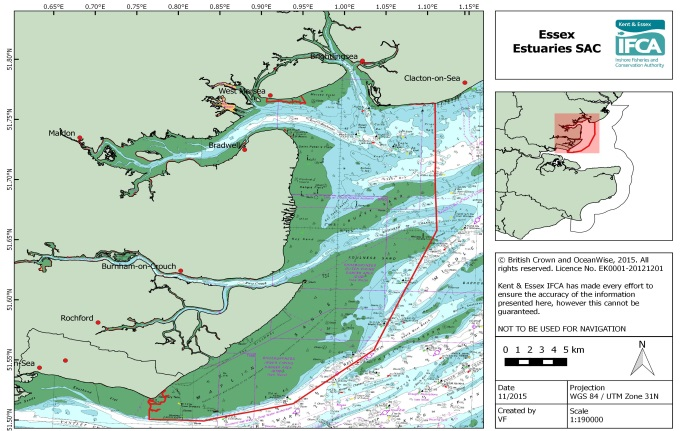 0.65°E 0.70°E 0.75°E 0.80°E 0.85°E 0.90°E 0.95°E 1.00°E 1.05°E 1.10°E 1.15°E
51.80°N
51.75°N
51.70°N
51.65°N
51.60°N
51.55°N
51.50°N
Brightlingsea
Clacton-on-Sea
West Mersea
Maldon
Bradwell
Burnham-on-Crouch
Rochford
n-Sea
Essex
Estuaries SAC
Kent & Essex
IFCA
Inshore Fisheries and
Conservation Authority
© British Crown and OceanWise, 2015. All
rights reserved. Licence No. EK0001-20121201
Kent & Essex IFCA has made every effort to
ensure the accuracy of the information
presented here, however this cannot be
guaranteed.
NOT TO BE USED FOR NAVIGATION
0 1 2 3 4 5 km
N
Date
11/2015
Projection
WGS 84 / UTM Zone 31N
Created by
VF
Scale
1:190000